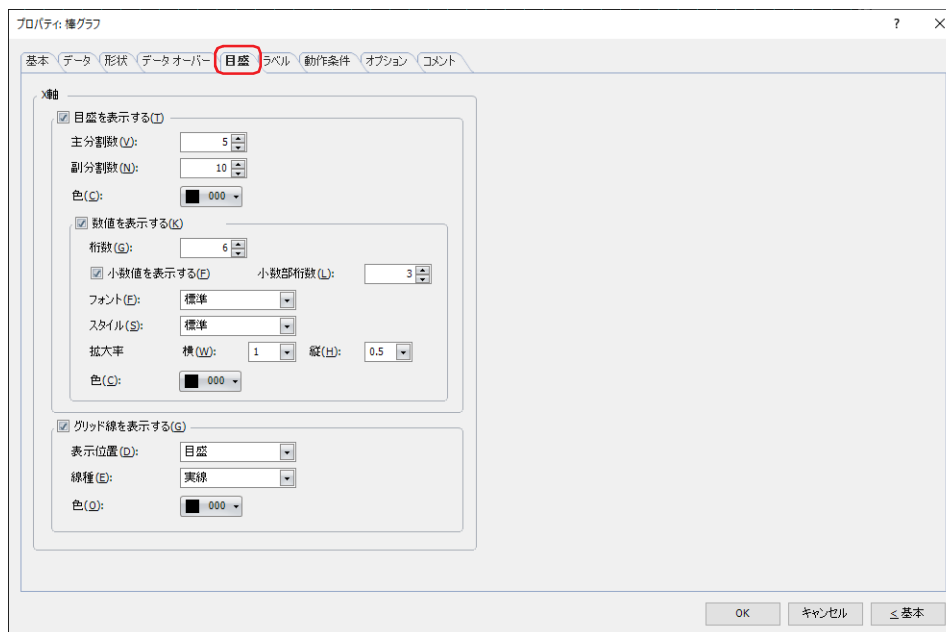 プロパティ: 棒グラフ ? ×
基本 データ 形状 データ オーバー 目盛 ラベル 動作条件 オプション コメント
X軸
目盛を表示する(T)
主分割数(V): 5
副分割数(N): 10
色(C): 000
数値を表示する(K)
桁数(G): 6
小数値を表示する(F) 小数部桁数(L): 3
フォント(F): 標準
スタイル(S): 標準
拡大率 横(W): 1 縦(H): 0.5
色(C): 000
グリッド線を表示する(G)
表示位置(D): 目盛
線種(E): 実線
色(O): 000
OK キャンセル ≤ 基本